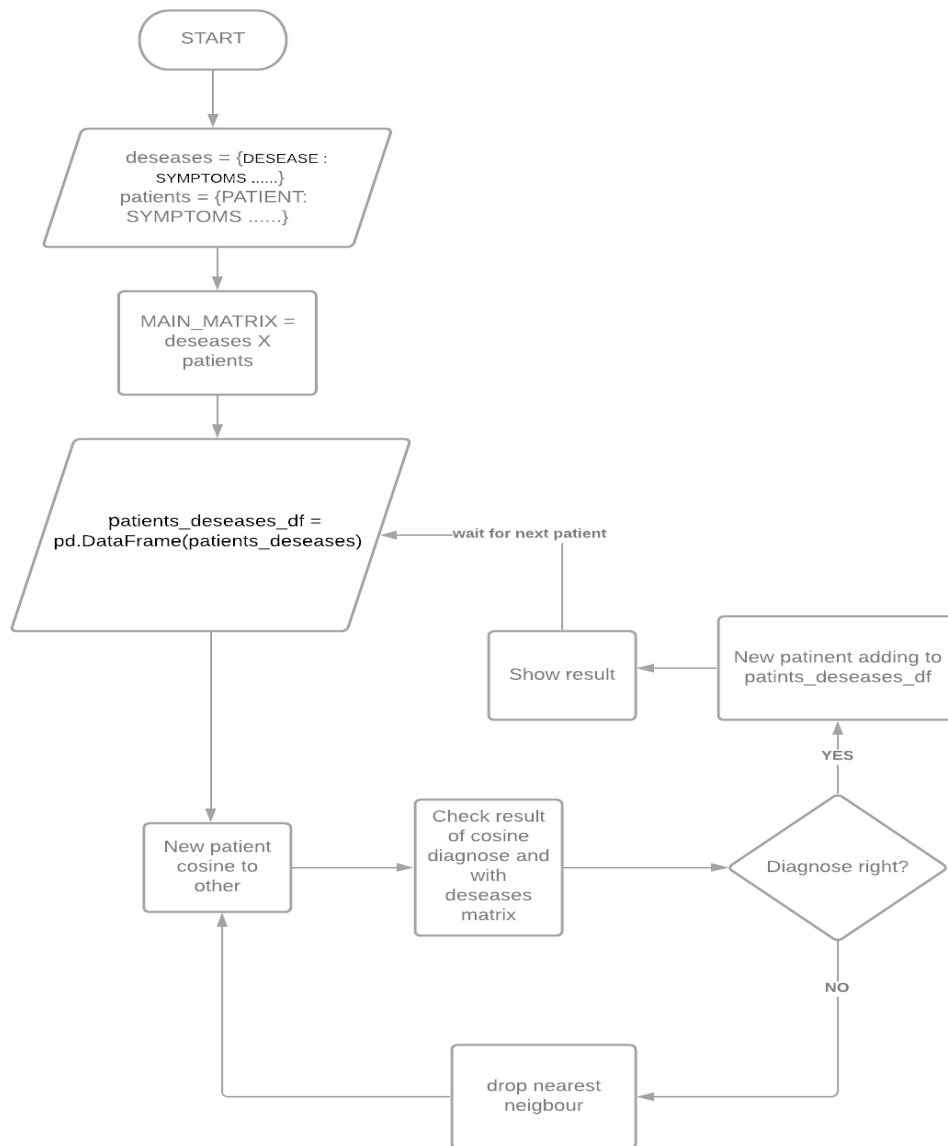 START
deseases = {DESEASE :
SYMPTOMS ......}
patients = {PATIENT:
SYMPTOMS ......}
MAIN_MATRIX =
deseases X
patients
patients_deseases_df =
pd.DataFrame(patients_deseases)
wait for next patient
Show result
New patinent adding to
patints_deseases_df
YES
New patient
cosine to
other
Check result
of cosine
diagnose and
with
deseases
matrix
Diagnose right?
NO
drop nearest
neigbour